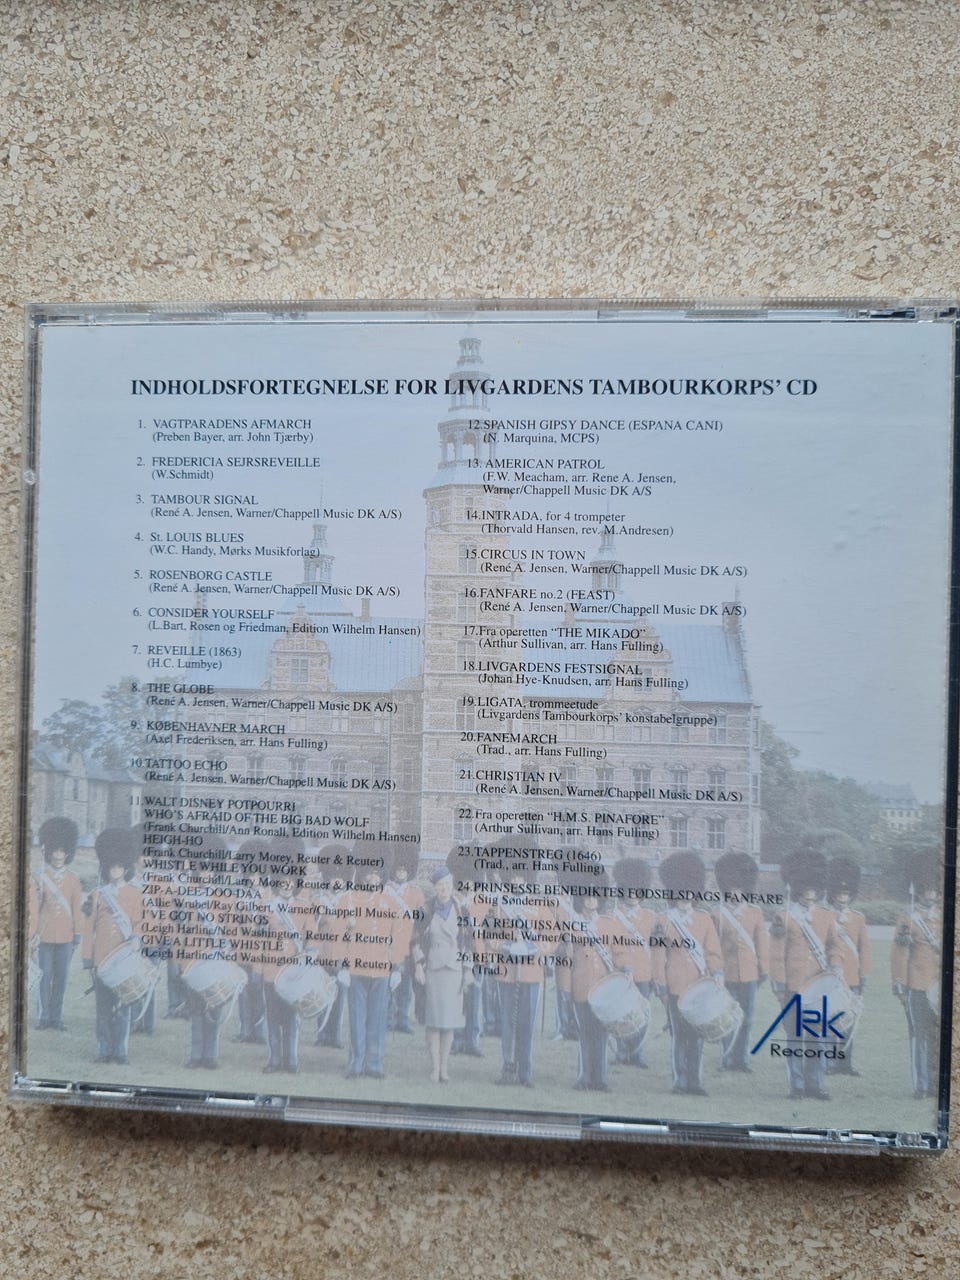 INDHOLDSFORTEGNELSE FOR LIVGARDENS TAMBOURKORPS' CD
1. VAGTPARADENS AFMARCH
(Preben Bayer, arr. John Tjærby)
2. FREDERICIA SEJRSREVEILLE
(W.Schmidt)
3. TAMBOUR SIGNAL
(René A. Jensen, Warner/Chappell Music DK A/S)
4. St. LOUIS BLUES
(W.C. Handy, Mørks Musikforlag)
5. ROSENBORG CASTLE
(René A. Jensen, Warner/Chappell Music DK A/S)
6. CONSIDER YOURSELF
(L.Bart, Rosen og Friedman, Edition Wilhelm Hansen)
7. REVEILLE (1863)
(H.C. Lumbye)
8. THE GLOBE
(René A. Jensen, Warner/Chappell Music DK A/S)
9. KØBENHAVNER MARCH
(Axel Frederiksen, arr. Hans Fulling)
10. TATTOO ECHO
(René A. Jensen, Warner/Chappell Music DK A/S)
11. WALT DISNEY POTPOURRI
WHO'S AFRAID OF THE BIG BAD WOLF
(Frank Churchill/Ann Ronall, Edition Wilhelm Hansen)
HEIGH-HO
(Frank Churchill/Larry Morey, Reuter & Reuter)
WHISTLE WHILE YOU WORK
(Frank Churchill/Larry Morey, Reuter & Reuter)
ZIP-A-DEE-DOO-DAA
(Allie Wrubel/Ray Gilbert, Warner/Chappell Music. AB)
I'VE GOT NO STRINGS
(Leigh Harline/Ned Washington, Reuter & Reuter)
GIVE A LITTLE WHISTLE
(Leigh Harline/Ned Washington, Reuter & Reuter)
12. SPANISH GIPSY DANCE (ESPANA CANI)
(N. Marquina, MCPS)
13. AMERICAN PATROL
(F.W. Meacham, arr. Rene A. Jensen,
Warner/Chappell Music DK A/S
14. INTRADA, for 4 trompeter
(Thorvald Hansen, rev. M.Andresen)
15. CIRCUS IN TOWN
(René A. Jensen, Warner/Chappell Music DK A/S)
16. FANFARE no.2 (FEAST)
(René A. Jensen, Warner/Chappell Music DK A/S)
17. Fra operetten "THE MIKADO"
(Arthur Sullivan, arr. Hans Fulling)
18. LIVGARDENS FESTSIGNAL
(Johan Hye-Knudsen, arr. Hans Fulling)
19. LIGATA, trommeetude
(Livgardens Tambourkorps' konstabelgruppe)
20. FANEMARCH
(Trad., arr. Hans Fulling)
21. CHRISTIAN IV
(René A. Jensen, Warner/Chappell Music DK A/S)
22. Fra operetten "H.M.S. PINAFORE"
(Arthur Sullivan, arr. Hans Fulling)
23. TAPPENSTREG (1646)
(Trad., arr. Hans Fulling)
24. PRINSESSE BENEDIKTES FØDSELSDAGS FANFARE
(Stig Sønderriis)
25. LA REJOUISSANCE
(Handel, Warner/Chappell Music DK A/S)
26. RETRAITE (1786)
(Trad.)
Ark
Records